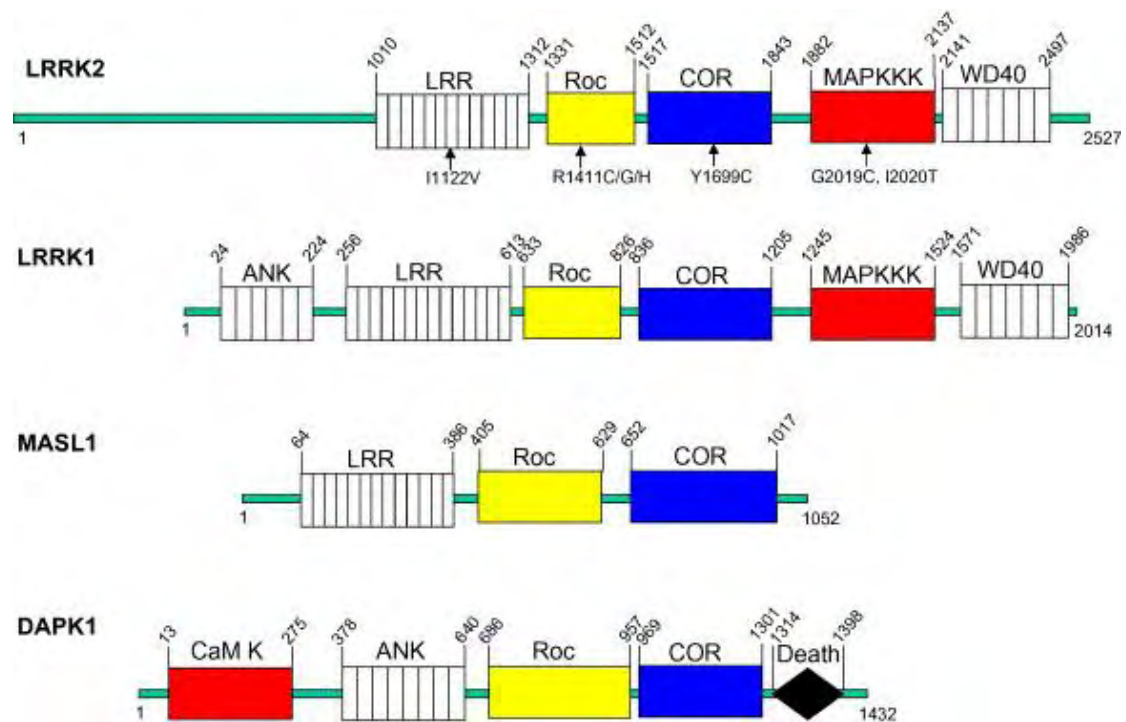 LRRK2
1010 1312 1331 1512 1517 1843 1882 2137 2141 2497
LRR Roc COR MAPKKK WD40
1 2527
I1122V R1411C/G/H Y1699C G2019C, I2020T
LRRK1
24 224 256 613 633 826 836 1205 1245 1524 1571 1986
ANK LRR Roc COR MAPKKK WD40
1 2014
MASL1
64 386 405 629 652 1017
LRR Roc COR
1 1052
DAPK1
13 275 378 640 686 957 969 1301 1314 1398
CaM K ANK Roc COR Death
1 1432